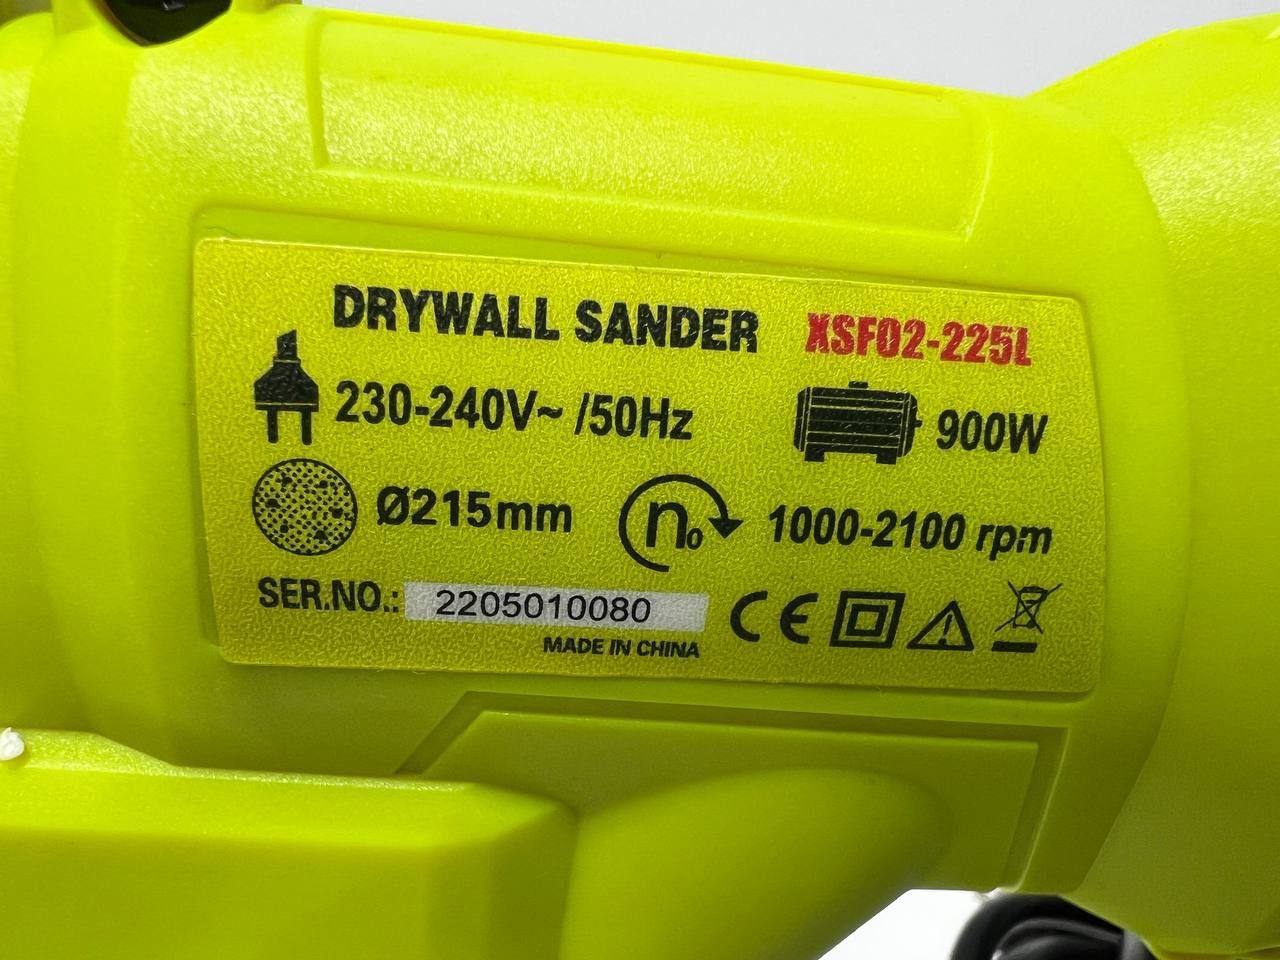 DRYWALL SANDER XSF02-225L
230-240V~ /50Hz 900W
Ø215mm n₀ 1000-2100 rpm
SER.NO.: 2205010080 CE
MADE IN CHINA